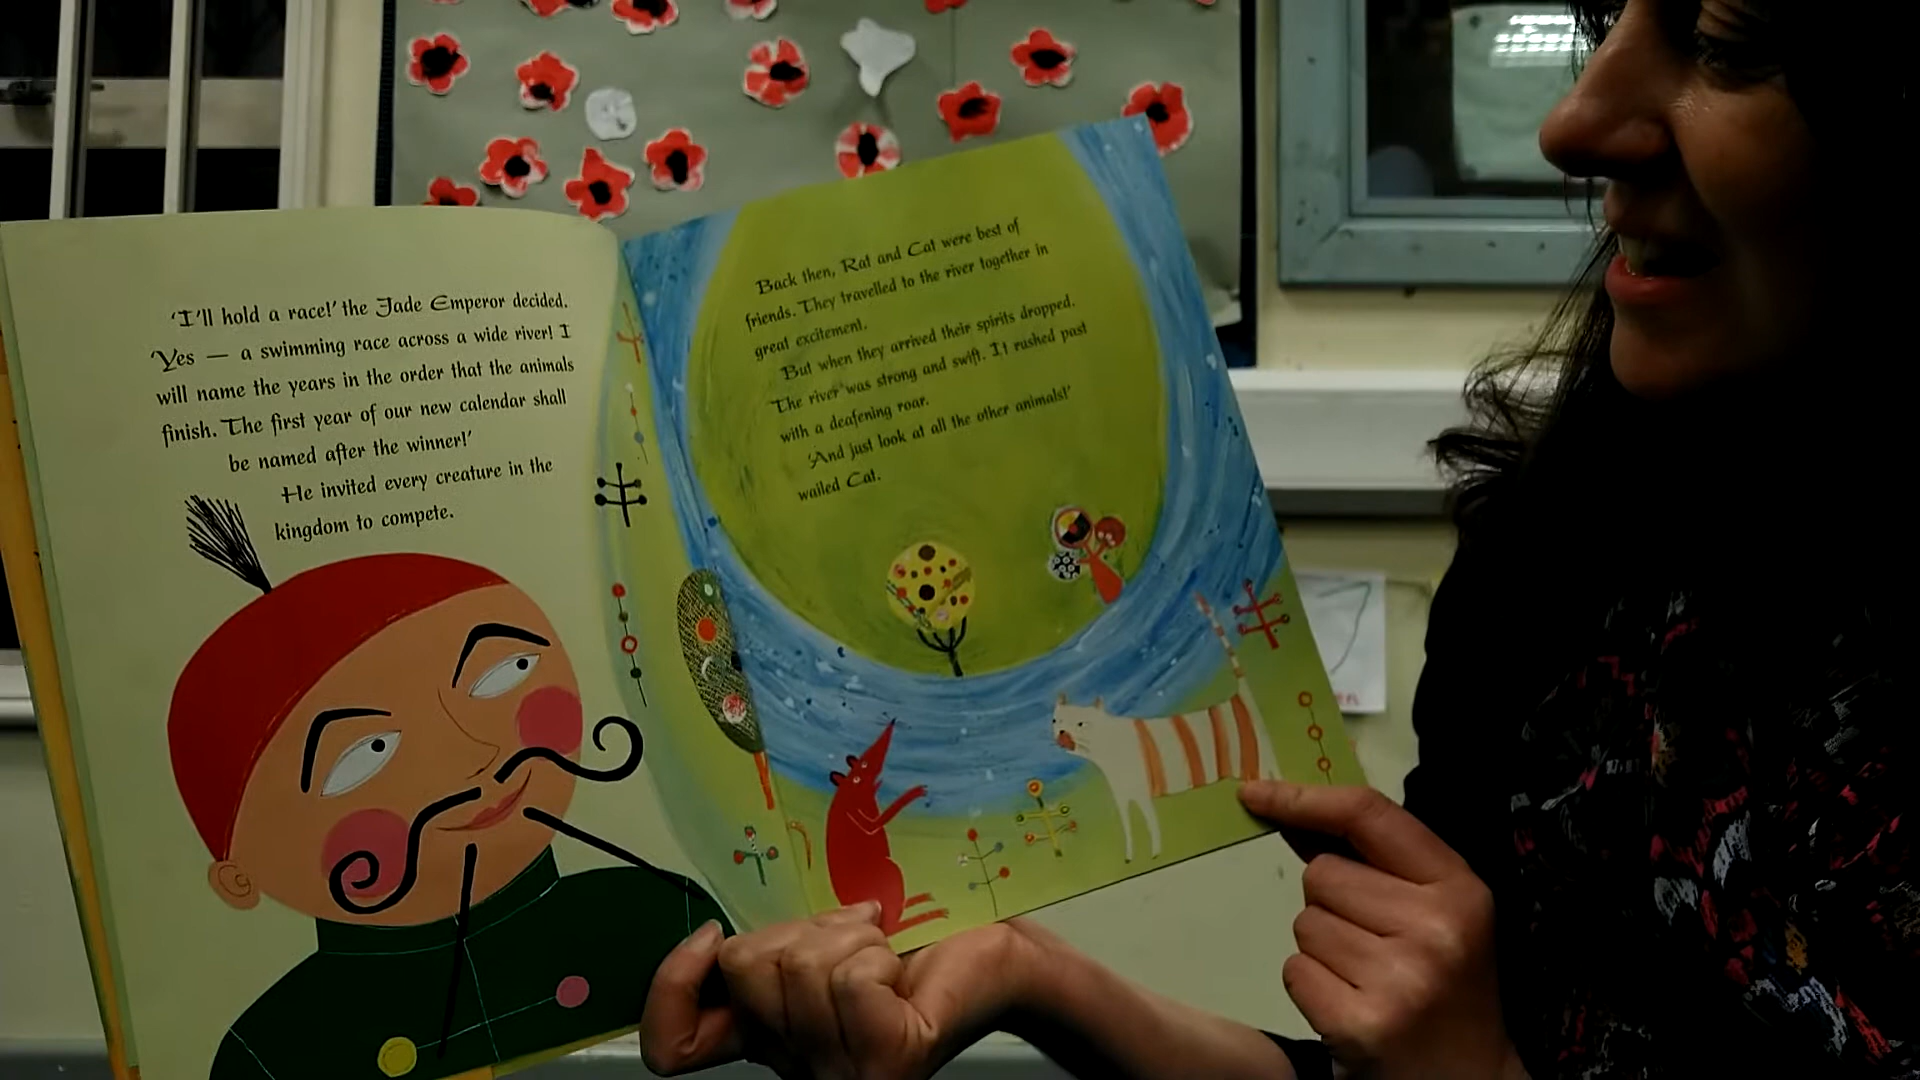 'I'll hold a race!' the Jade Emperor decided.
'Yes — a swimming race across a wide river! I
will name the years in the order that the animals
finish. The first year of our new calendar shall
be named after the winner!'
He invited every creature in the
kingdom to compete.
Back then, Rat and Cat were best of
friends. They travelled to the river together in
great excitement.
But when they arrived their spirits dropped.
The river was strong and swift. It rushed past
with a deafening roar.
'And just look at all the other animals!'
wailed Cat.